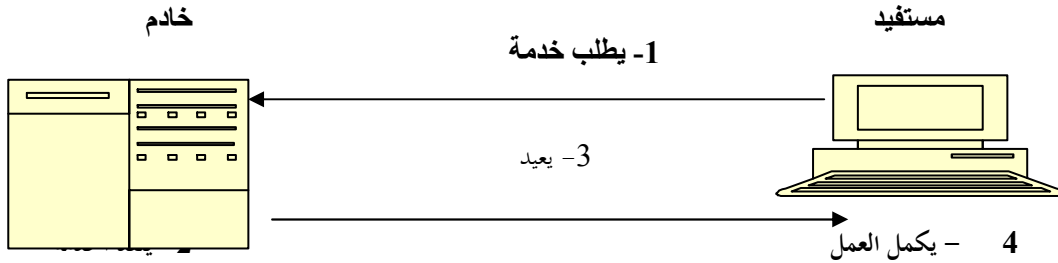 مستفيد
خادم
1- يطلب خدمة
3- يعيد
4 - يكمل العمل